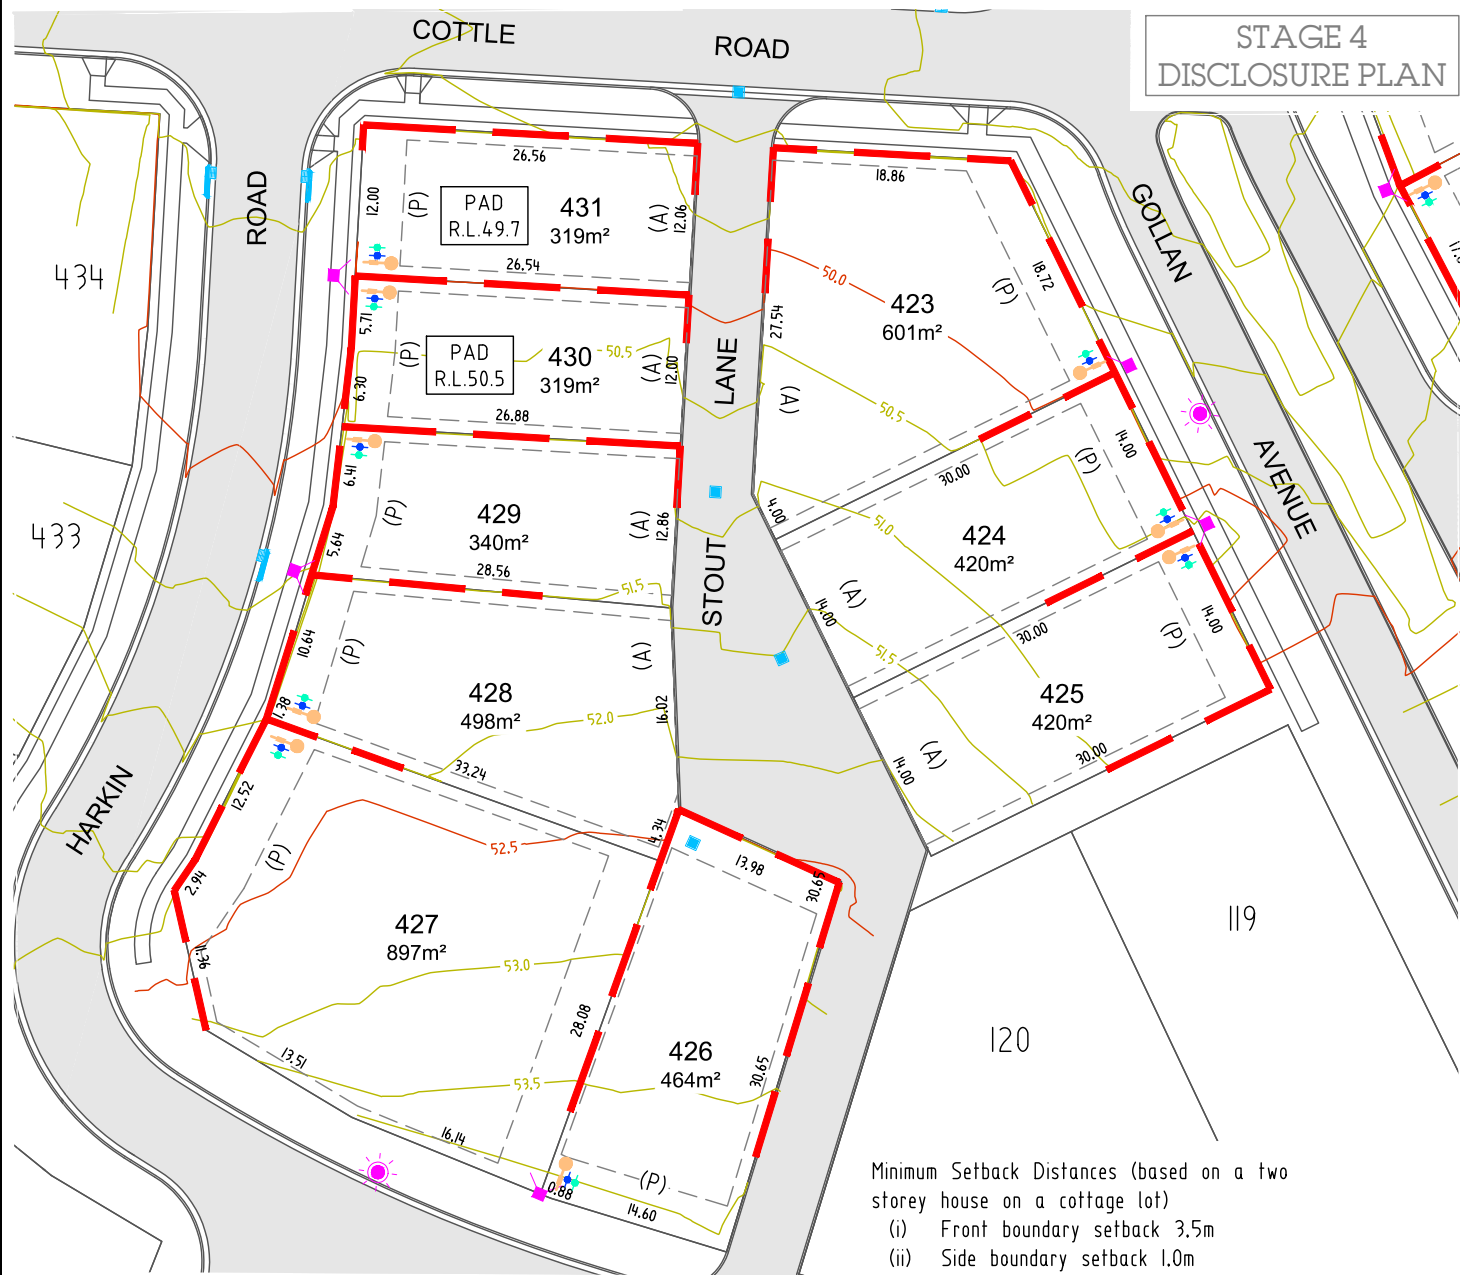 COTTLE ROAD
STAGE 4
DISCLOSURE PLAN
ROAD
HARKIN
LANE
STOUT
GOLLAN
AVENUE
434
433
26.56
12.00
(P)
PAD
R.L.49.7
431
319m²
(A)
12.06
26.54
5.71
6.30
(P)
PAD
R.L.50.5
430
319m²
50.5
(A)
12.00
26.88
6.41
5.64
(P)
429
340m²
(A)
12.86
28.56
51.5
10.64
1.38
(P)
428
498m²
(A)
16.02
52.0
33.24
4.34
12.52
2.94
11.36
(P)
52.5
427
897m²
53.0
53.5
13.51
16.14
28.08
13.98
30.65
426
464m²
30.65
(P)
0.88
14.60
18.86
50.0
423
601m²
(P)
18.72
27.54
(A)
50.5
30.00
4.00
14.00
(P)
51.0
424
420m²
(A)
14.00
30.00
51.5
14.00
(P)
425
420m²
(A)
14.00
30.00
119
120
Minimum Setback Distances (based on a two
storey house on a cottage lot)
(i) Front boundary setback 3.5m
(ii) Side boundary setback 1.0m